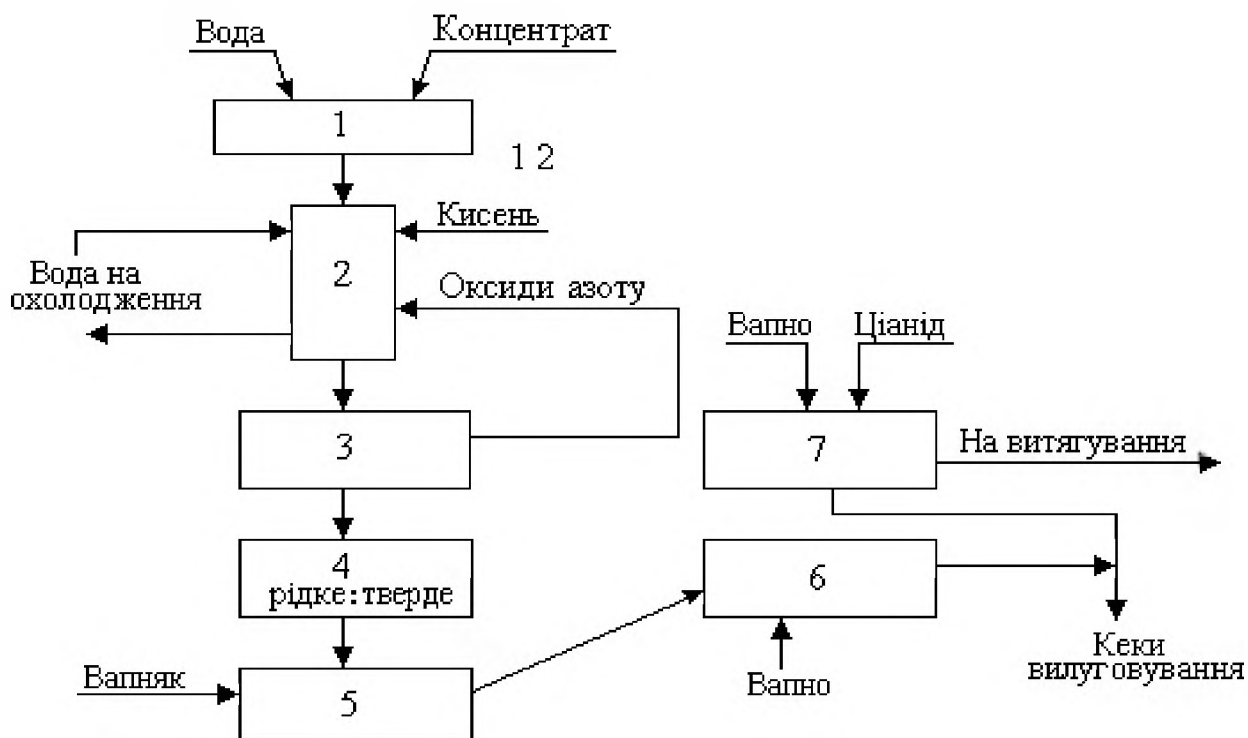 Вода
Концентрат
1
1 2
Кисень
2
Вода на
охолодження
Оксиди азоту
Вапно
Ціанід
3
7
На витягування
4
рідке:тверде
6
Вапняк
5
Вапно
Кеки
вилуговування